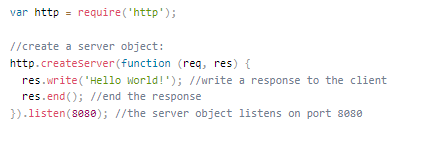 var http = require('http');

//create a server object:
http.createServer(function (req, res) {
  res.write('Hello World!'); //write a response to the client
  res.end(); //end the response
}).listen(8080); //the server object listens on port 8080